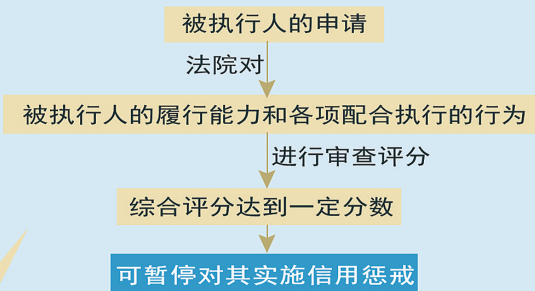 被执行人的申请
法院对
被执行人的履行能力和各项配合执行的行为
进行审查评分
综合评分达到一定分数
可暂停对其实施信用惩戒